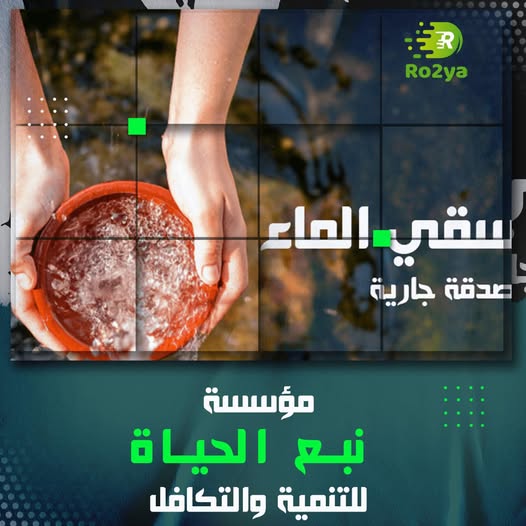 Ro2ya
سقي الماء
صدقة جارية
مؤسسة
نبع الحياة
للتنمية والتكافل